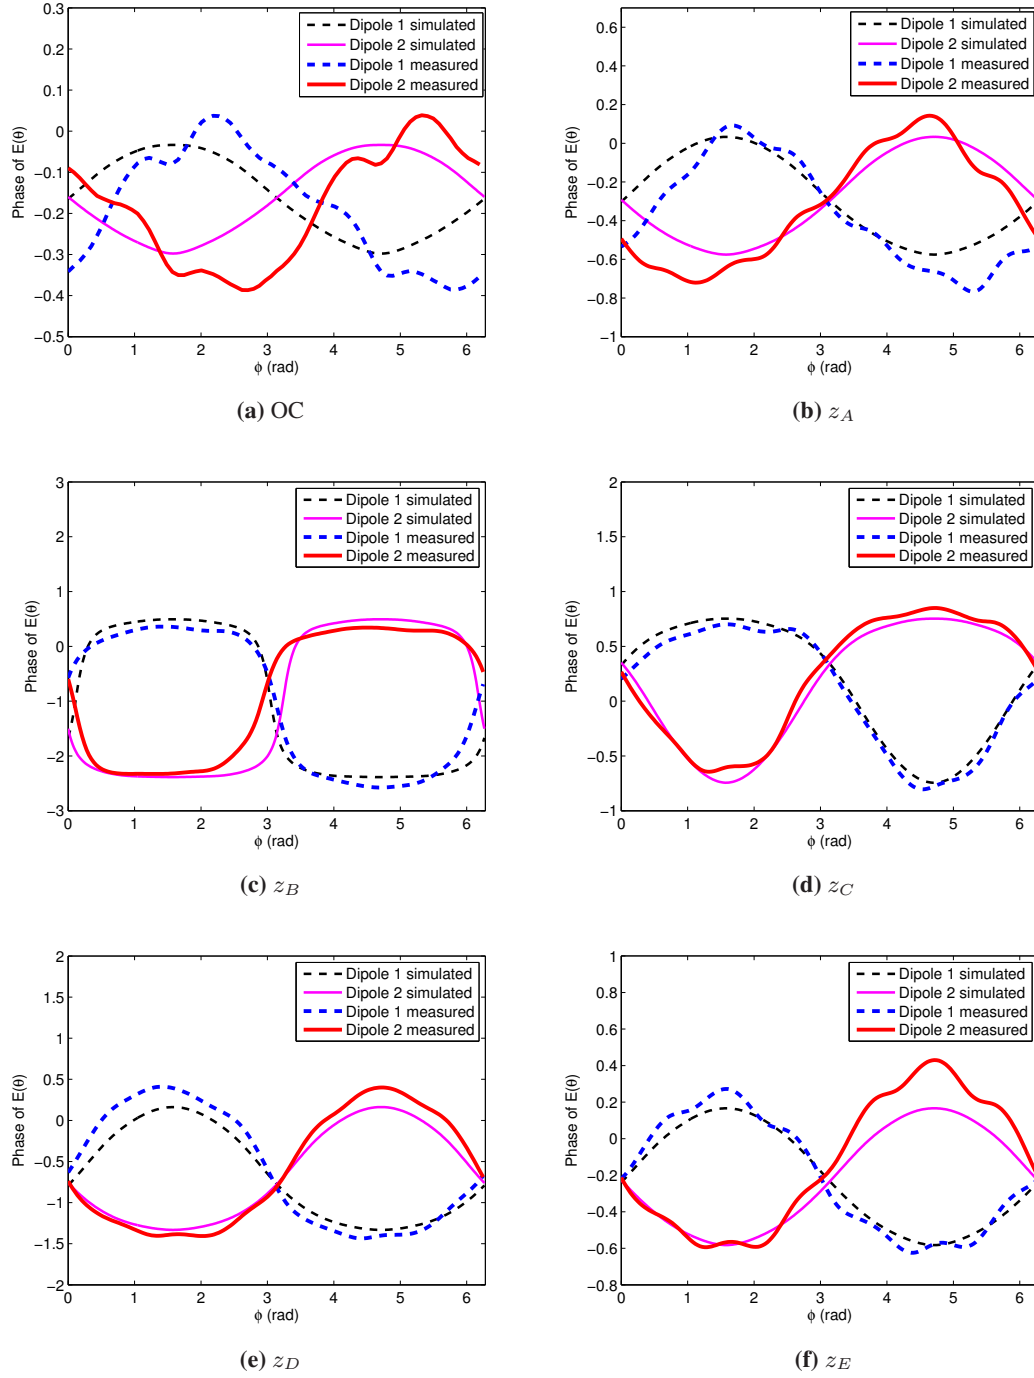 0.3
0.2
0.1
0
−0.1
−0.2
−0.3
−0.4
−0.5
Phase of E(θ)
0 1 2 3 4 5 6
ϕ (rad)
Dipole 1 simulated
Dipole 2 simulated
Dipole 1 measured
Dipole 2 measured
(a) OC
0.6
0.4
0.2
0
−0.2
−0.4
−0.6
−0.8
−1
Phase of E(θ)
0 1 2 3 4 5 6
ϕ (rad)
Dipole 1 simulated
Dipole 2 simulated
Dipole 1 measured
Dipole 2 measured
(b) z_A
3
2
1
0
−1
−2
−3
Phase of E(θ)
0 1 2 3 4 5 6
ϕ (rad)
Dipole 1 simulated
Dipole 2 simulated
Dipole 1 measured
Dipole 2 measured
(c) z_B
2
1.5
1
0.5
0
−0.5
−1
Phase of E(θ)
0 1 2 3 4 5 6
ϕ (rad)
Dipole 1 simulated
Dipole 2 simulated
Dipole 1 measured
Dipole 2 measured
(d) z_C
2
1.5
1
0.5
0
−0.5
−1
−1.5
−2
Phase of E(θ)
0 1 2 3 4 5 6
ϕ (rad)
Dipole 1 simulated
Dipole 2 simulated
Dipole 1 measured
Dipole 2 measured
(e) z_D
1
0.8
0.6
0.4
0.2
0
−0.2
−0.4
−0.6
−0.8
Phase of E(θ)
0 1 2 3 4 5 6
ϕ (rad)
Dipole 1 simulated
Dipole 2 simulated
Dipole 1 measured
Dipole 2 measured
(f) z_E